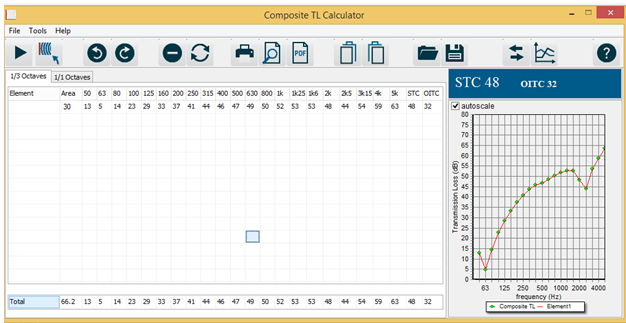 Composite TL Calculator
File Tools Help
PDF
?
1/3 Octaves 1/1 Octaves
Element Area 50 63 80 100 125 160 200 250 315 400 500 630 800 1k 1k25 1k6 2k 2k5 3k15 4k 5k STC OITC
30 13 5 14 23 29 33 37 41 44 46 47 49 50 52 53 53 48 44 54 59 63 48 32
Total 66.2 13 5 14 23 29 33 37 41 44 46 47 49 50 52 53 53 48 44 54 59 63 48 32
STC 48 OITC 32
autoscale
Transmission Loss (dB)
80
75
70
65
60
55
50
45
40
35
30
25
20
15
10
5
0
63 125 250 500 1000 2000 4000
frequency (Hz)
Composite TL Element1